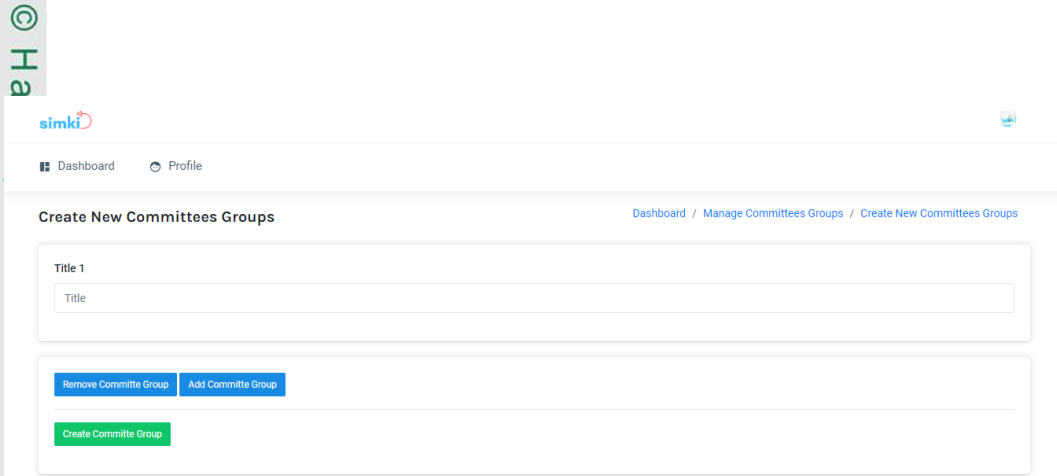 © Ha
simki
Dashboard Profile
Create New Committees Groups
Dashboard / Manage Committees Groups / Create New Committees Groups
Title 1
Title
Remove Committe Group Add Committe Group
Create Committe Group